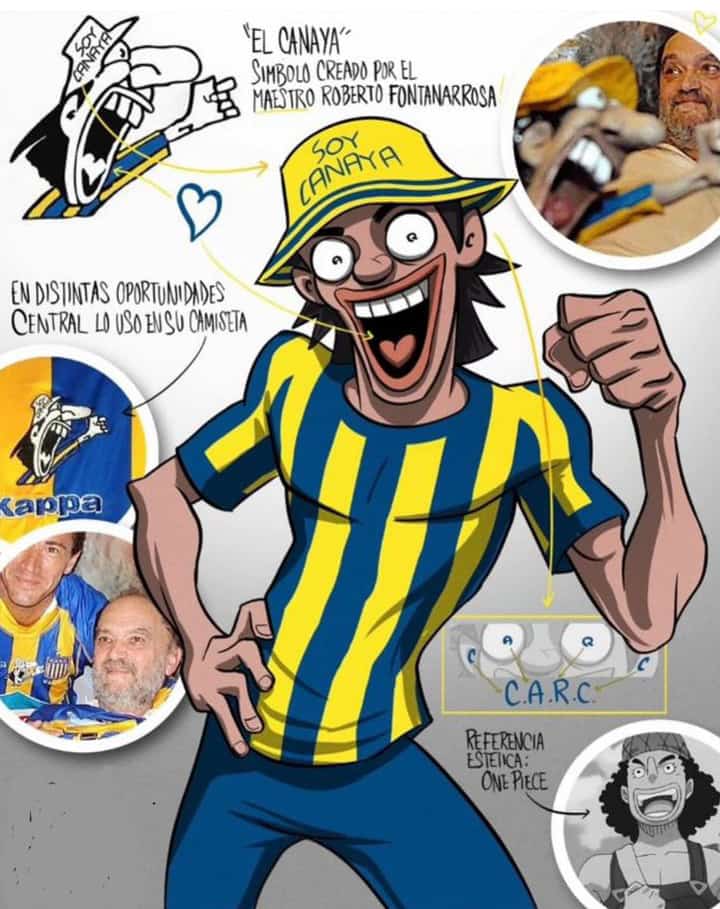 SOY
CANAYA
"EL CANAYA"
SIMBOLO CREADO POR EL
MAESTRO ROBERTO FONTANARROSA
SOY
CANAYA
A
R
C
EN DISTINTAS OPORTUNIDADES
CENTRAL LO USO EN SU CAMISETA
Kappa
C A R C
C.A.R.C.
REFERENCIA
ESTETICA:
ONE PIECE